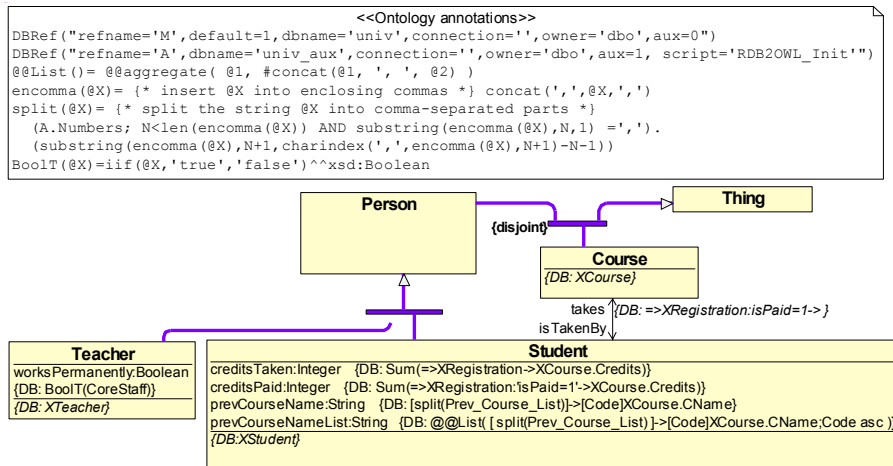 <<Ontology annotations>>
DBRef("refname='M',default=1,dbname='univ',connection='',owner='dbo',aux=0")
DBRef("refname='A',dbname='univ_aux',connection='',owner='dbo',aux=1, script='RDB2OWL_Init'")
@@List()= @@aggregate( @1, #concat(@1, ', ', @2) )
encomma(@X)= {* insert @X into enclosing commas *} concat(',',@X,',')
split(@X)= {* split the string @X into comma-separated parts *}
(A.Numbers; N<len(encomma(@X)) AND substring(encomma(@X),N,1) =',').
(substring(encomma(@X),N+1,charindex(',',encomma(@X),N+1)-N-1))
BoolT(@X)=iif(@X,'true','false')^^xsd:Boolean
Person
Thing
{disjoint}
Course
{DB: XCourse}
takes {DB: =>XRegistration:isPaid=1-> }
isTakenBy
Teacher
worksPermanently:Boolean
{DB: BoolT(CoreStaff)}
{DB: XTeacher}
Student
creditsTaken:Integer {DB: Sum(=>XRegistration->XCourse.Credits)}
creditsPaid:Integer {DB: Sum(=>XRegistration:'isPaid=1'->XCourse.Credits)}
prevCourseName:String {DB: [split(Prev_Course_List)]->[Code]XCourse.CName}
prevCourseNameList:String {DB: @@List( [ split(Prev_Course_List) ]->[Code]XCourse.CName;Code asc )}
{DB:XStudent}